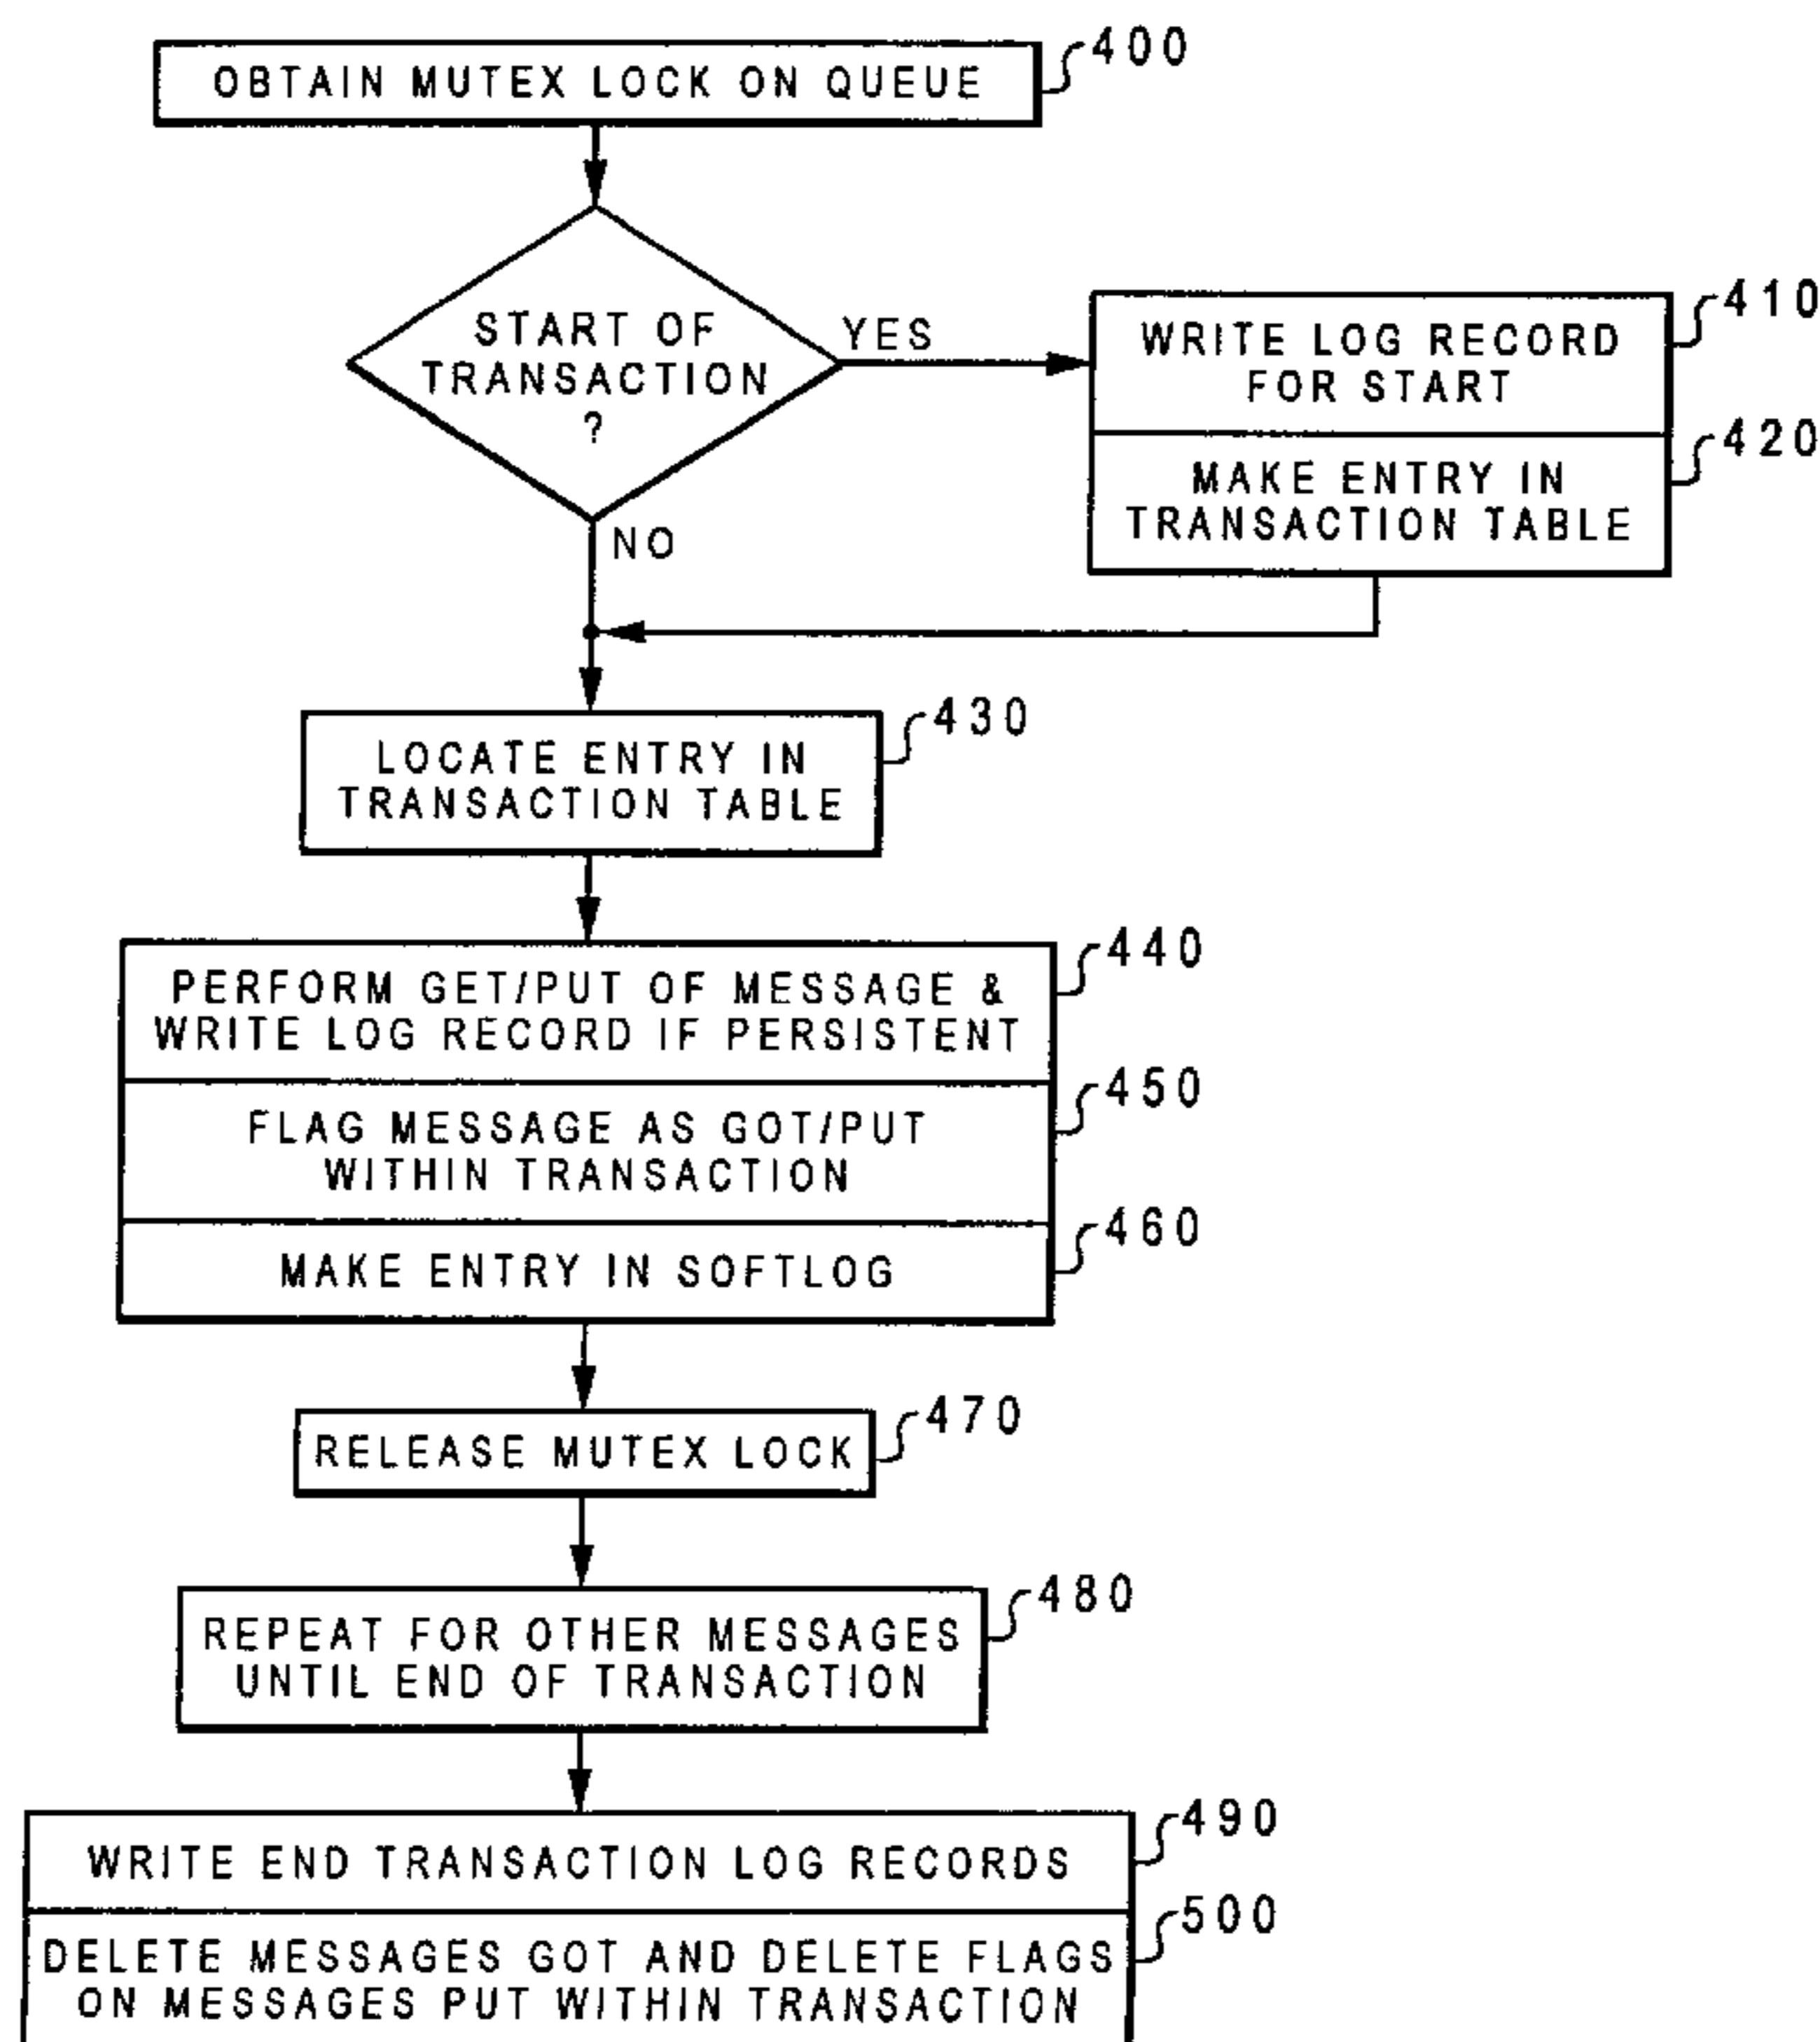 400
OBTAIN MUTEX LOCK ON QUEUE
START OF
TRANSACTION
?
YES
NO
410
WRITE LOG RECORD
FOR START
420
MAKE ENTRY IN
TRANSACTION TABLE
430
LOCATE ENTRY IN
TRANSACTION TABLE
440
PERFORM GET/PUT OF MESSAGE &
WRITE LOG RECORD IF PERSISTENT
450
FLAG MESSAGE AS GOT/PUT
WITHIN TRANSACTION
460
MAKE ENTRY IN SOFTLOG
470
RELEASE MUTEX LOCK
480
REPEAT FOR OTHER MESSAGES
UNTIL END OF TRANSACTION
490
WRITE END TRANSACTION LOG RECORDS
500
DELETE MESSAGES GOT AND DELETE FLAGS
ON MESSAGES PUT WITHIN TRANSACTION